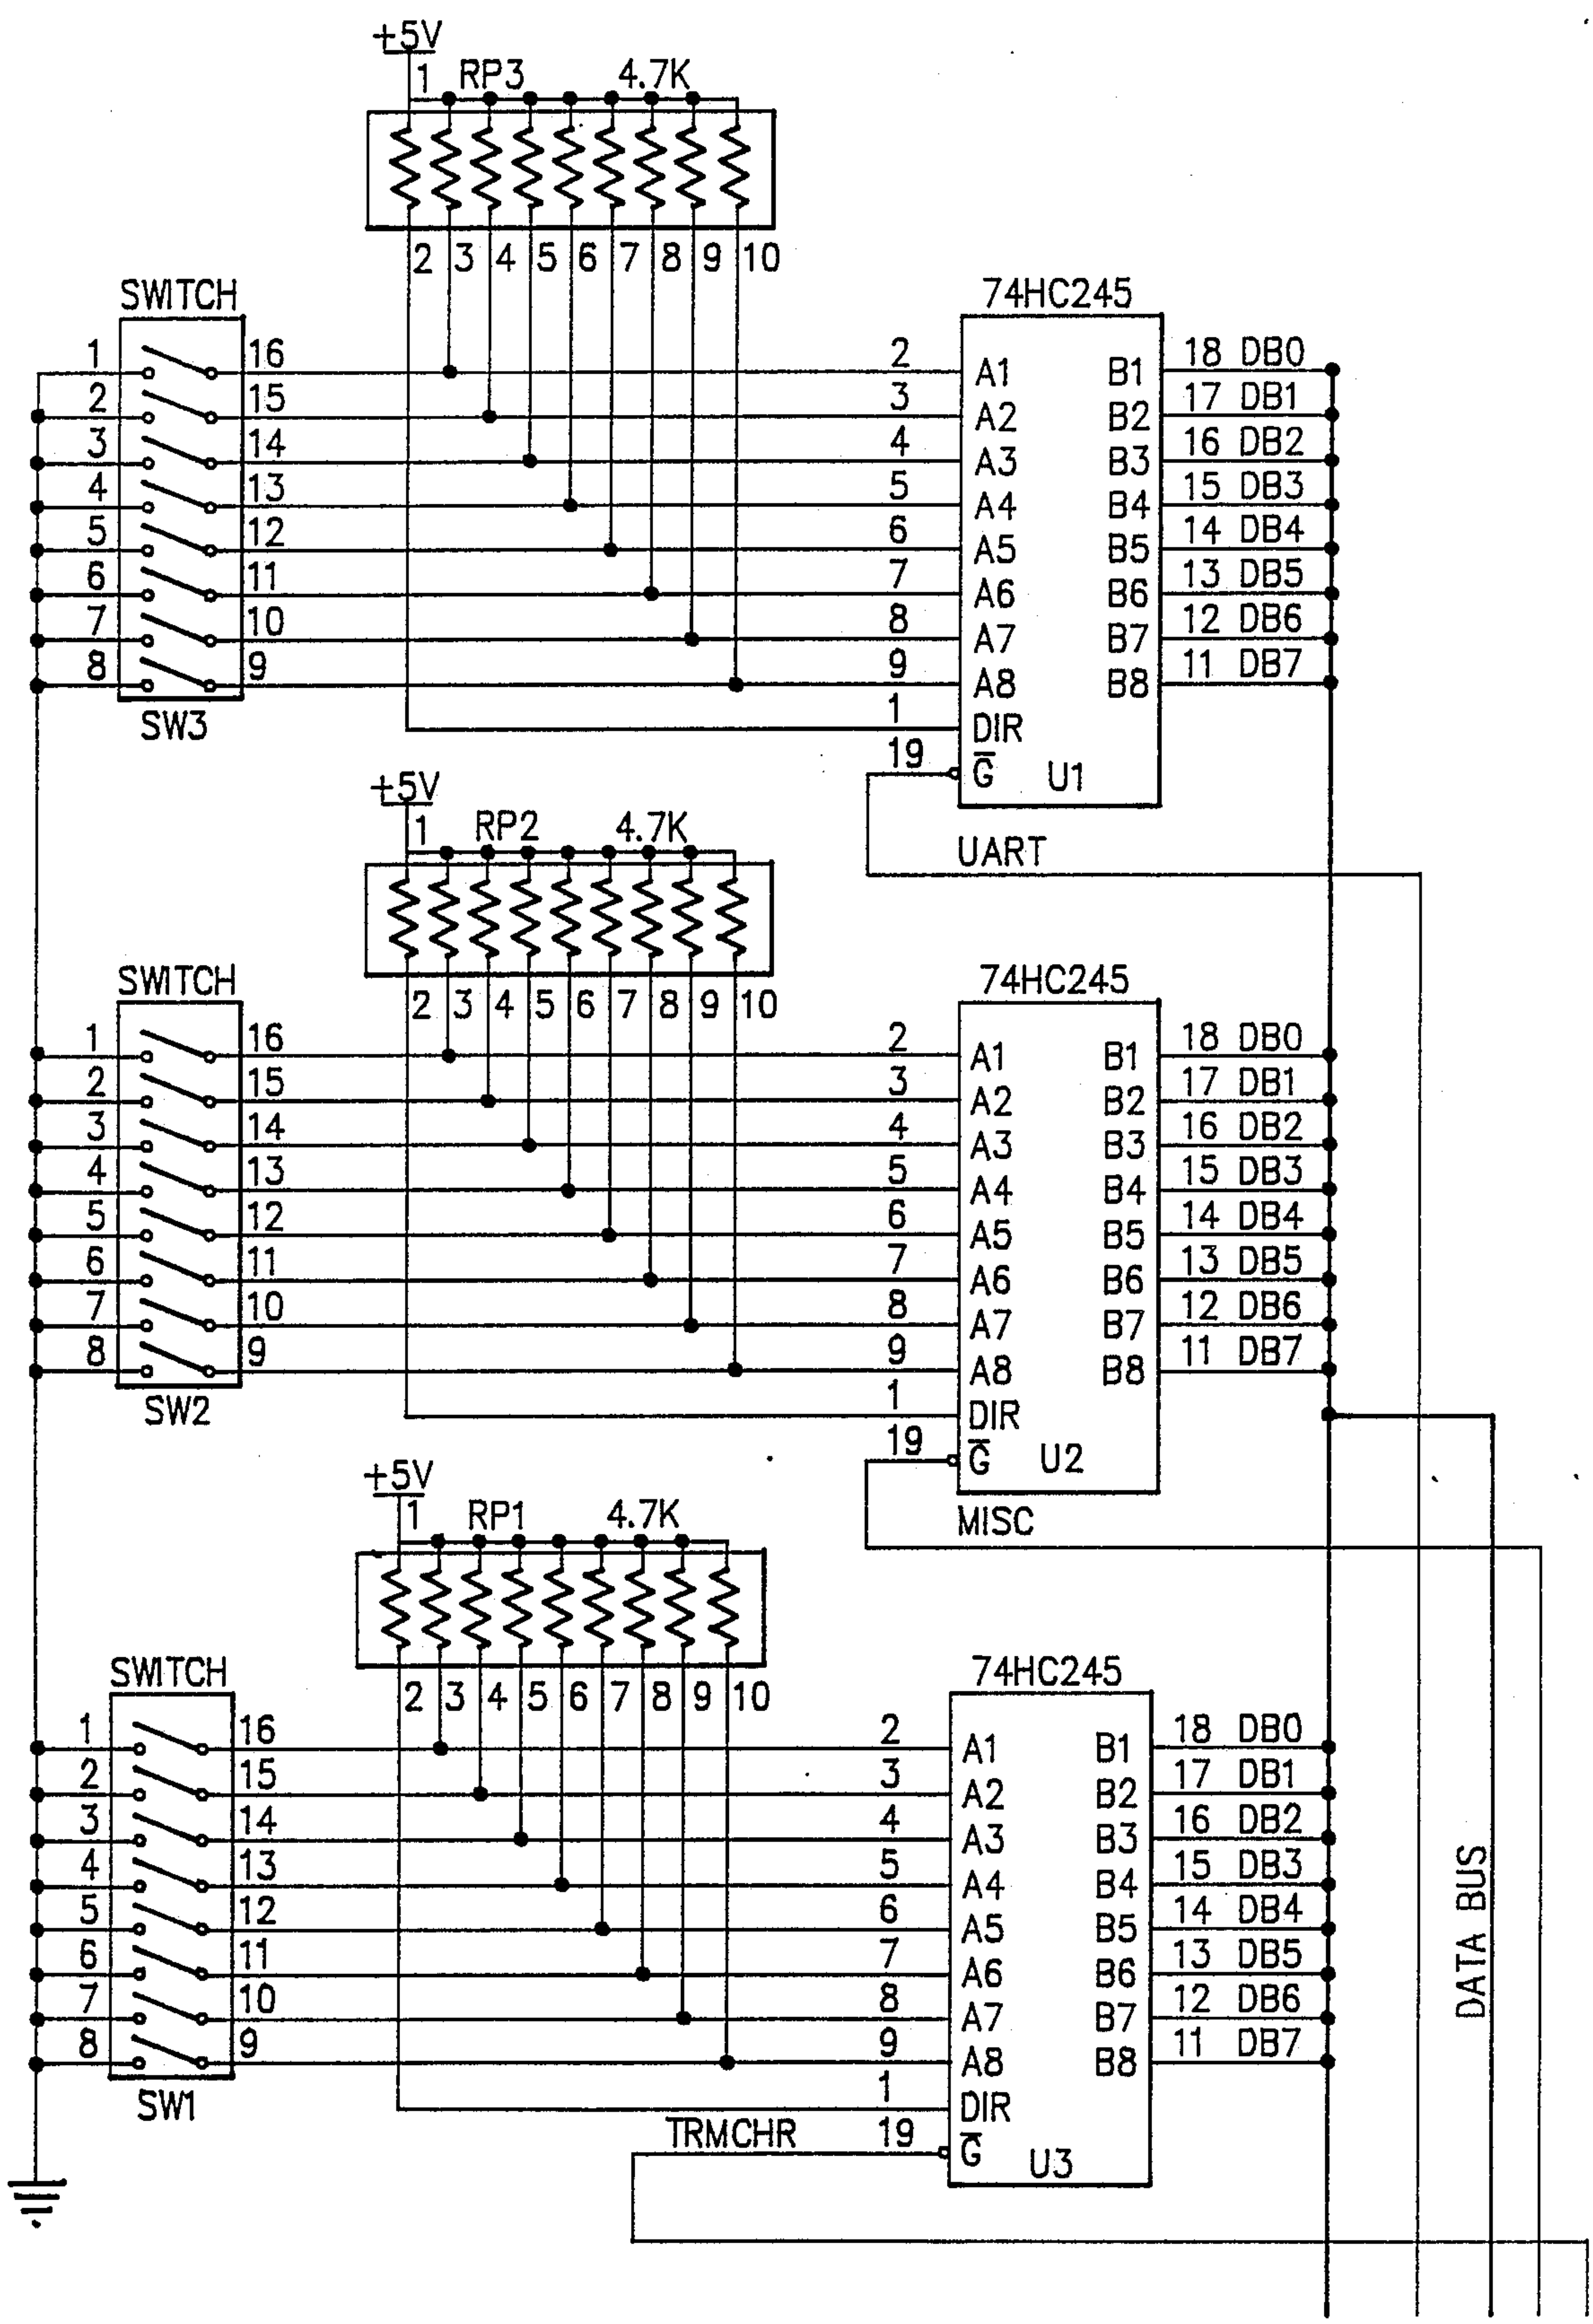 +5V
1 RP3 4.7K
2 3 4 5 6 7 8 9 10
SWITCH 74HC245
1 16 2 A1 B1 18 DB0
2 15 3 A2 B2 17 DB1
3 14 4 A3 B3 16 DB2
4 13 5 A4 B4 15 DB3
5 12 6 A5 B5 14 DB4
6 11 7 A6 B6 13 DB5
7 10 8 A7 B7 12 DB6
8 9 9 A8 B8 11 DB7
SW3 1 DIR
19 G̅ U1
+5V
1 RP2 4.7K UART
2 3 4 5 6 7 8 9 10
SWITCH 74HC245
1 16 2 A1 B1 18 DB0
2 15 3 A2 B2 17 DB1
3 14 4 A3 B3 16 DB2
4 13 5 A4 B4 15 DB3
5 12 6 A5 B5 14 DB4
6 11 7 A6 B6 13 DB5
7 10 8 A7 B7 12 DB6
8 9 9 A8 B8 11 DB7
SW2 1 DIR
19 G̅ U2
+5V
1 RP1 4.7K MISC
2 3 4 5 6 7 8 9 10
SWITCH 74HC245
1 16 2 A1 B1 18 DB0
2 15 3 A2 B2 17 DB1
3 14 4 A3 B3 16 DB2
4 13 5 A4 B4 15 DB3
5 12 6 A5 B5 14 DB4
6 11 7 A6 B6 13 DB5
7 10 8 A7 B7 12 DB6
8 9 9 A8 B8 11 DB7
SW1 1 DIR
TRMCHR 19 G̅ U3
DATA BUS